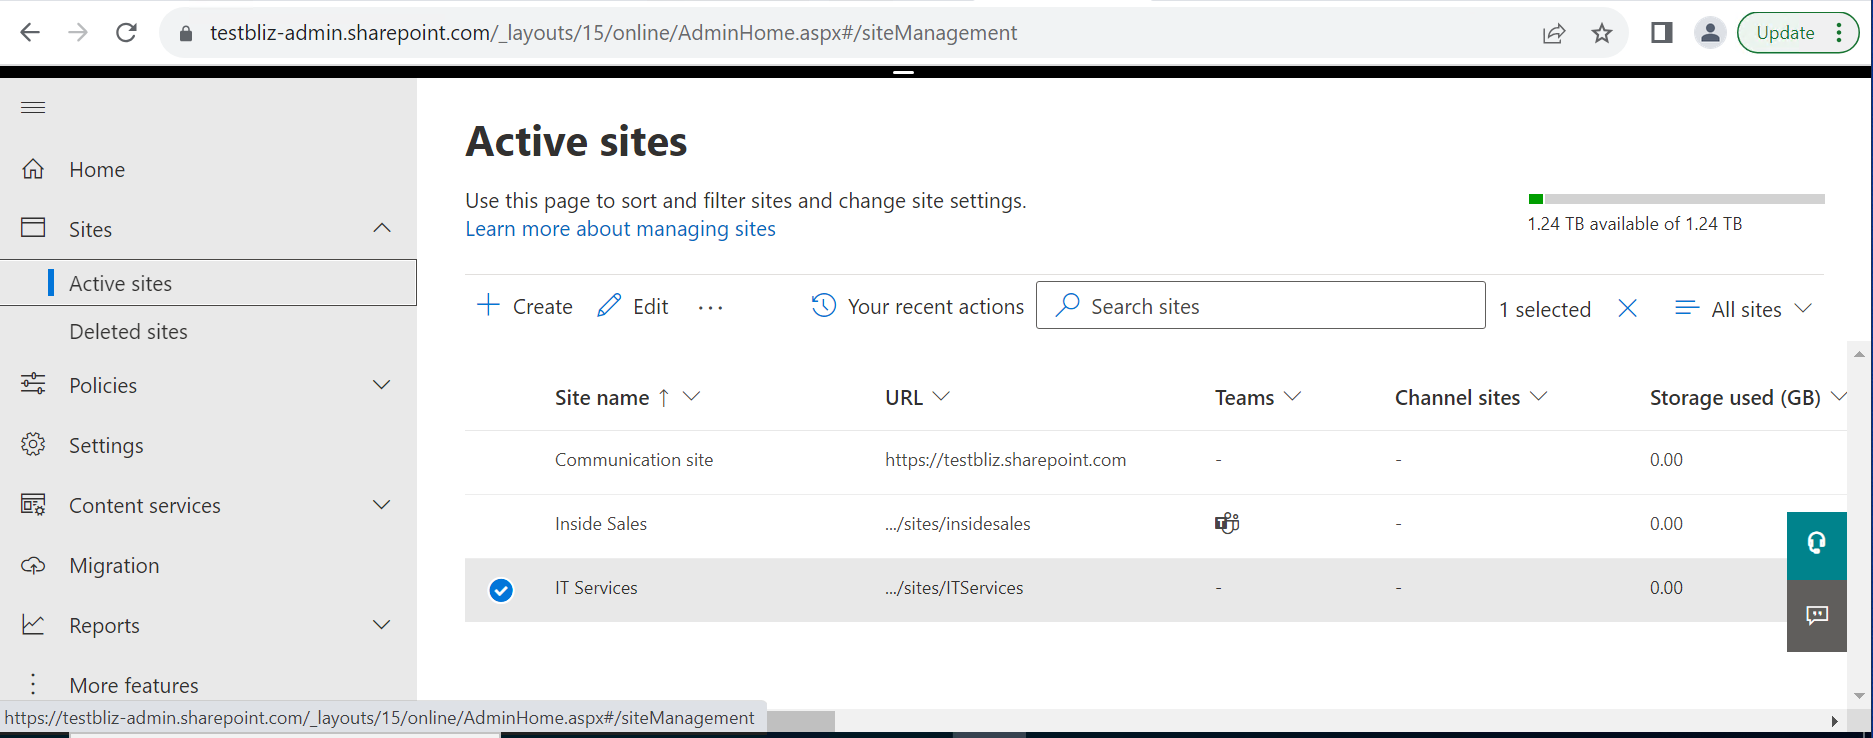 testbliz-admin.sharepoint.com/_layouts/15/online/AdminHome.aspx#/siteManagement
Update
Home
Sites
Active sites
Deleted sites
Policies
Settings
Content services
Migration
Reports
More features
Active sites
Use this page to sort and filter sites and change site settings.
Learn more about managing sites
1.24 TB available of 1.24 TB
Create Edit ... Your recent actions Search sites 1 selected All sites
Site name URL Teams Channel sites Storage used (GB)
Communication site https://testbliz.sharepoint.com - - 0.00
Inside Sales .../sites/insidesales - 0.00
IT Services .../sites/ITServices - - 0.00
https://testbliz-admin.sharepoint.com/_layouts/15/online/AdminHome.aspx#/siteManagement